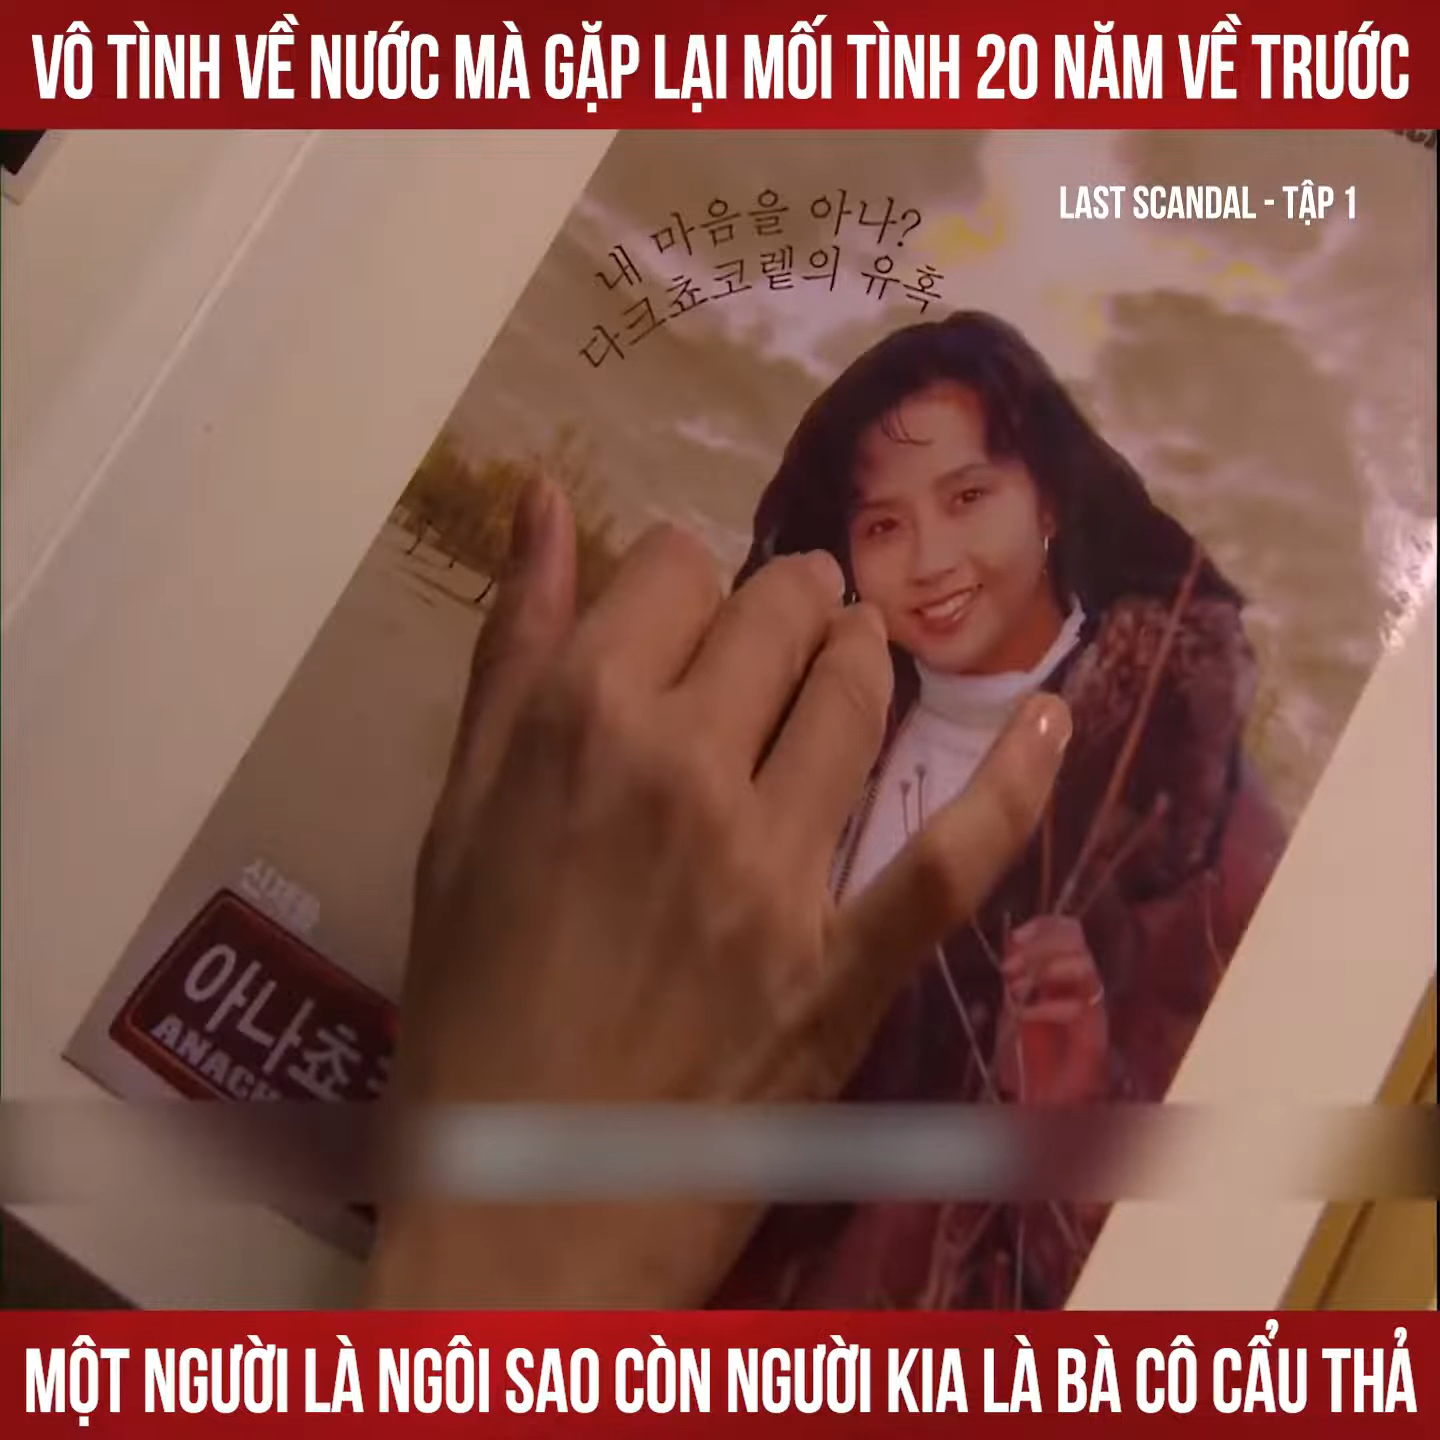 VÔ TÌNH VỀ NƯỚC MÀ GẶP LẠI MỐI TÌNH 20 NĂM VỀ TRƯỚC
LAST SCANDAL - TẬP 1
내 마음을 아나?
다크쵸코렡의 유혹
아나쵸
ANACH
MỘT NGƯỜI LÀ NGÔI SAO CÒN NGƯỜI KIA LÀ BÀ CÔ CẨU THẢ